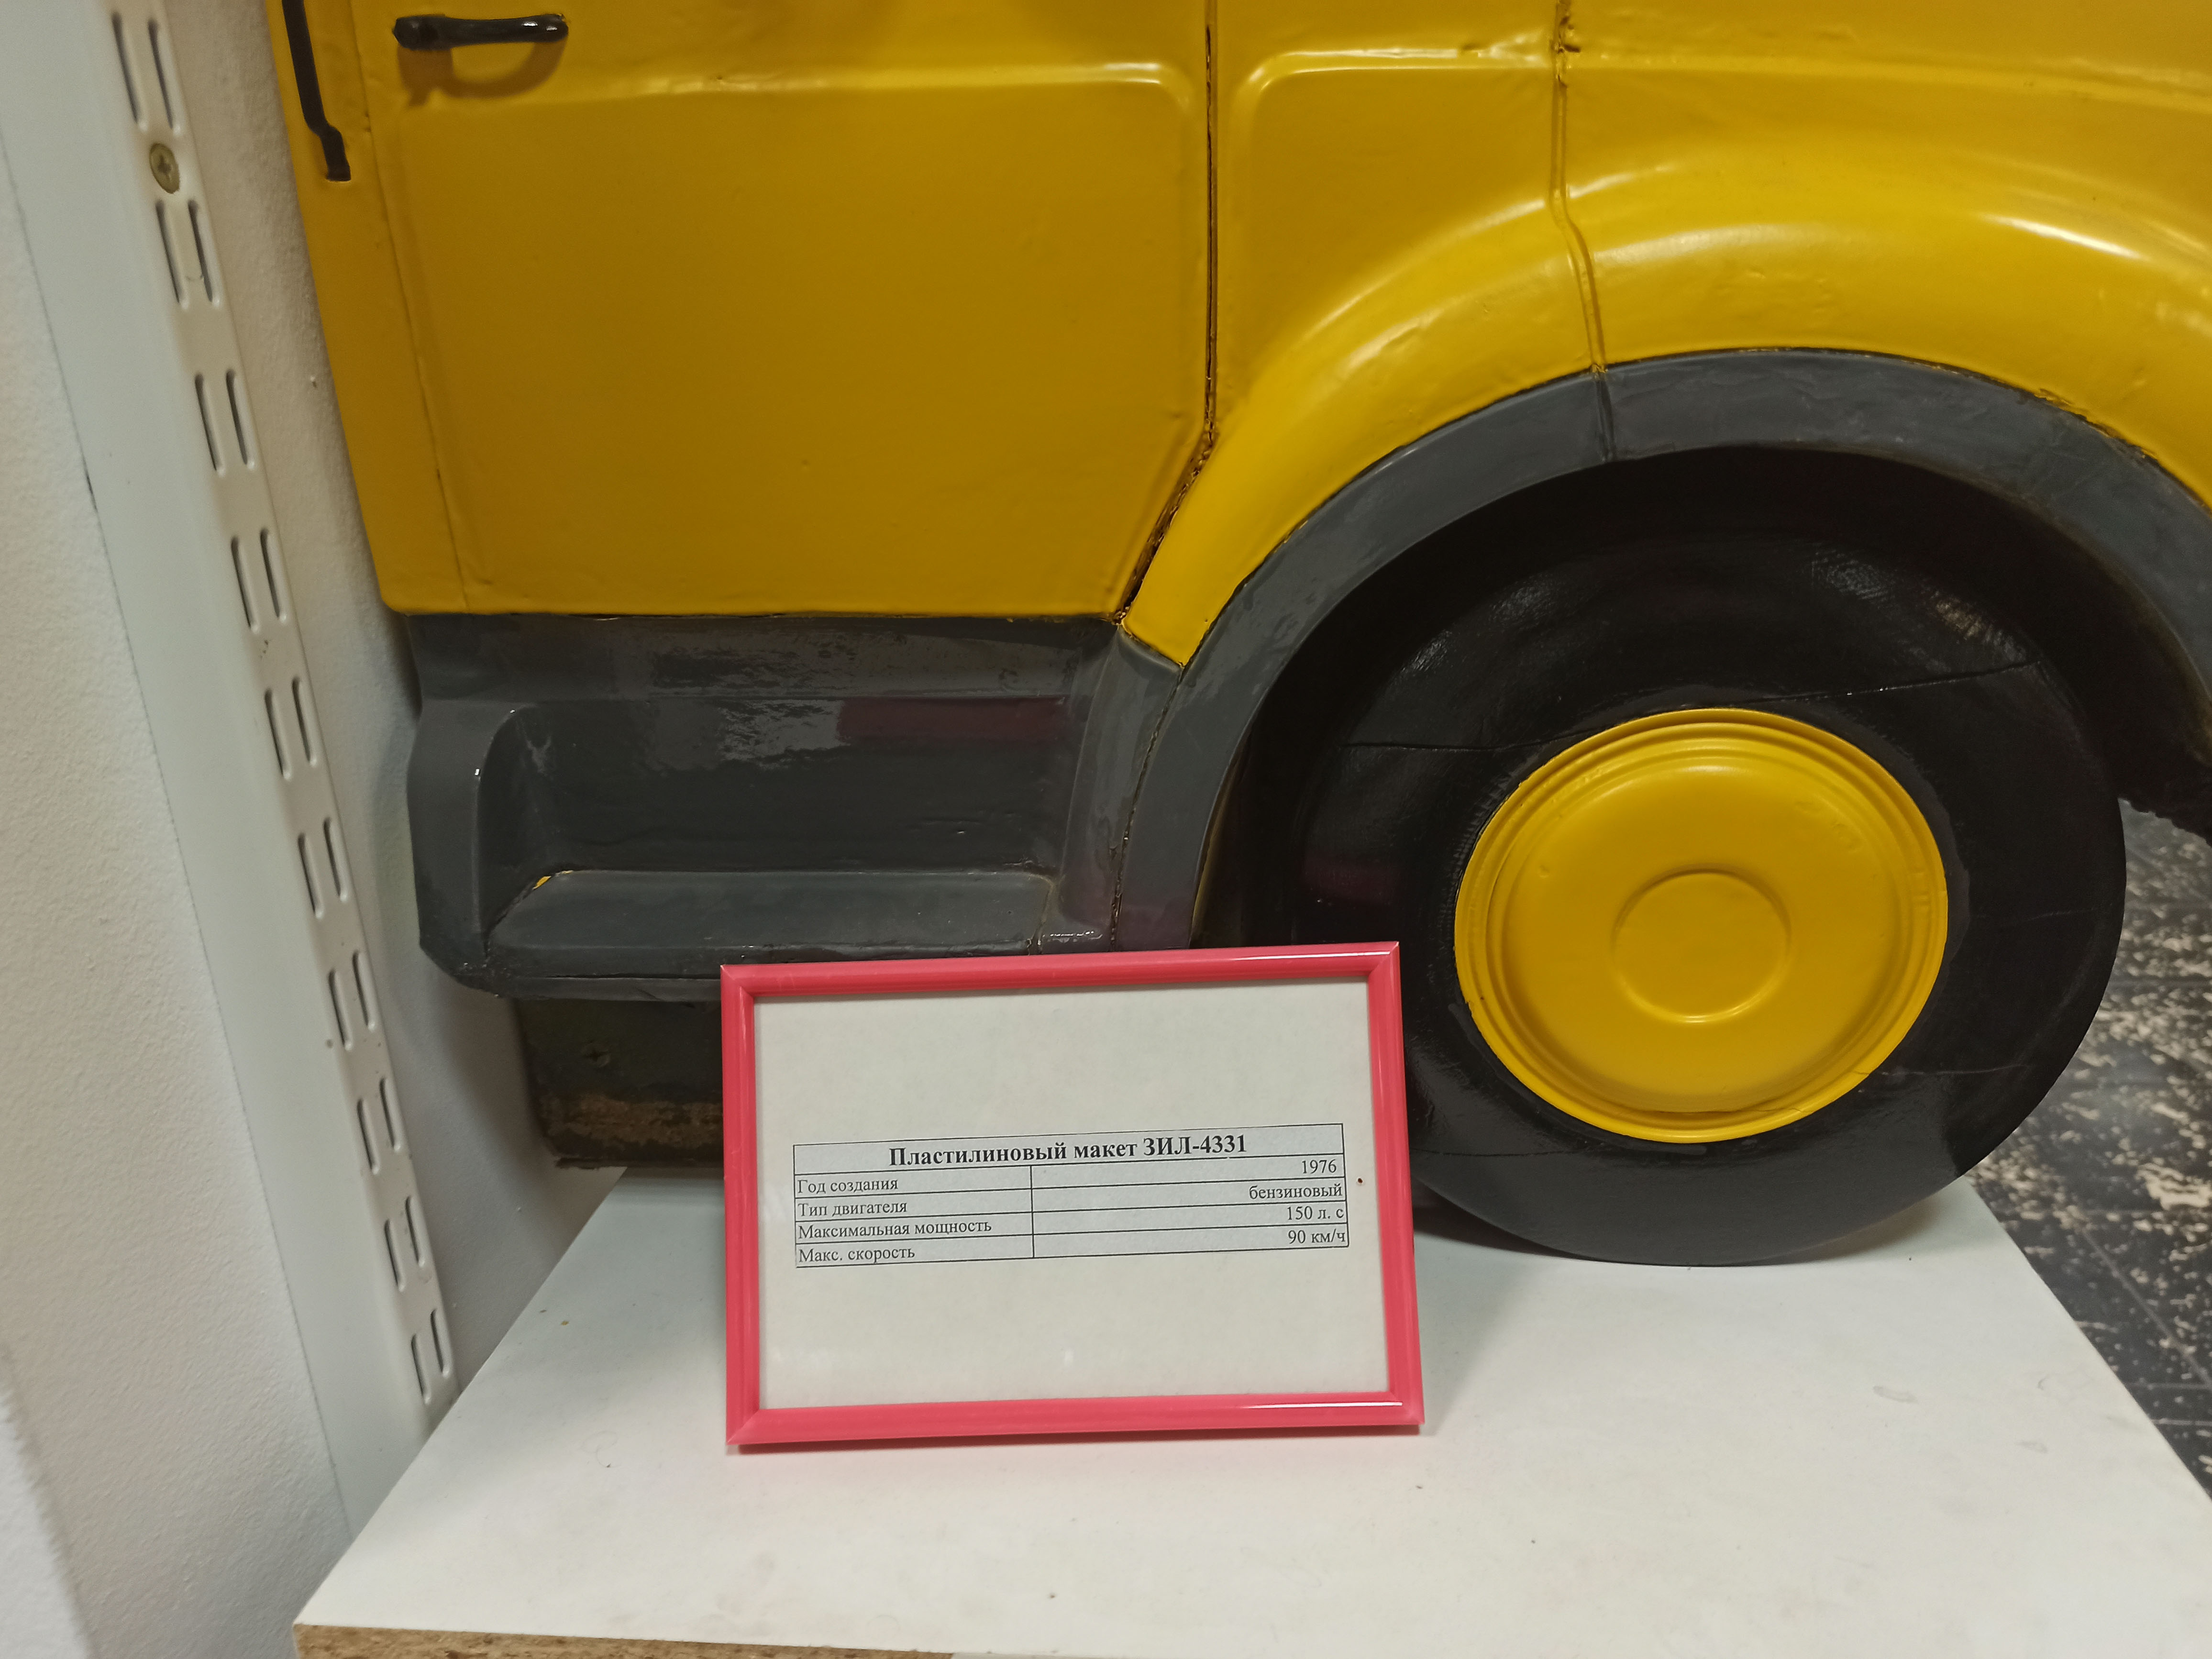 Пластилиновый макет ЗИЛ-4331
Год создания 1976
Тип двигателя бензиновый
Максимальная мощность 150 л. с
Макс. скорость 90 км/ч